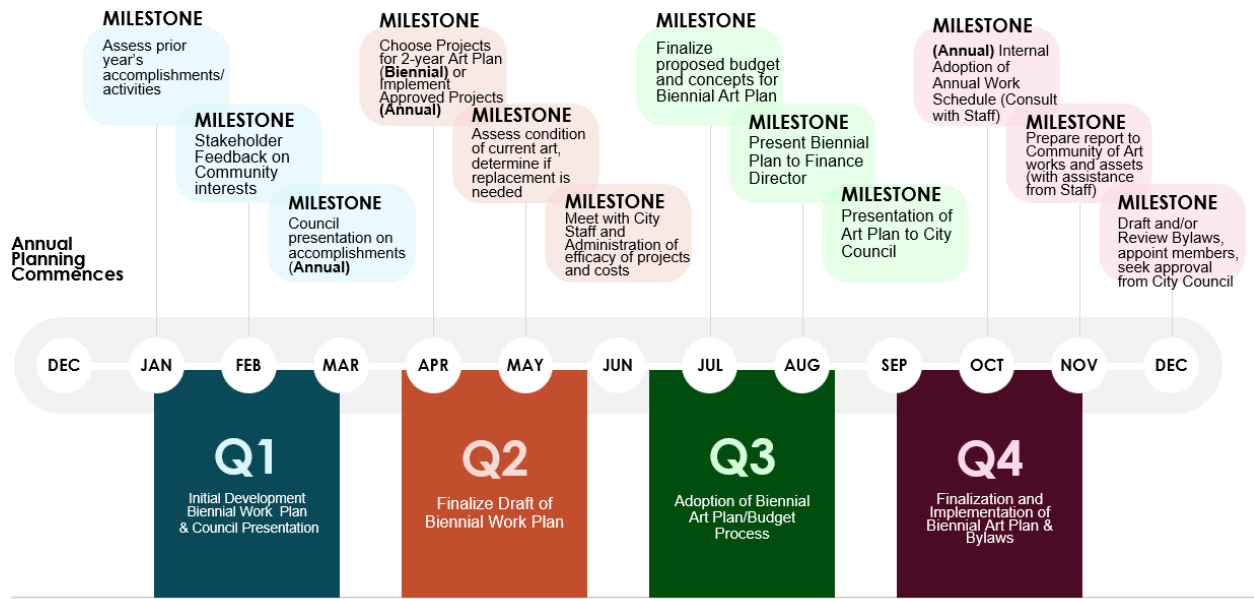 MILESTONE
Assess prior
year's
accomplishments/
activities
MILESTONE
Stakeholder
Feedback on
Community
interests
MILESTONE
Council
presentation on
accomplishments
(Annual)
MILESTONE
Choose Projects
for 2-year Art Plan
(Biennial) or
Implement
Approved Projects
(Annual)
MILESTONE
Assess condition
of current art,
determine if
replacement is
needed
MILESTONE
Meet with City
Staff and
Administration of
efficacy of projects
and costs
MILESTONE
Finalize
proposed budget
and concepts for
Biennial Art Plan
MILESTONE
Present Biennial
Plan to Finance
Director
MILESTONE
Presentation of
Art Plan to City
Council
MILESTONE
(Annual) Internal
Adoption of
Annual Work
Schedule (Consult
with Staff)
MILESTONE
Prepare report to
Community of Art
works and assets
(with assistance
from Staff)
MILESTONE
Draft and/or
Review Bylaws,
appoint members,
seek approval
from City Council
Annual
Planning
Commences
DEC JAN FEB MAR APR MAY JUN JUL AUG SEP OCT NOV DEC
Q1
Initial Development
Biennial Work Plan
& Council Presentation
Q2
Finalize Draft of
Biennial Work Plan
Q3
Adoption of Biennial
Art Plan/Budget
Process
Q4
Finalization and
Implementation of
Biennial Art Plan &
Bylaws